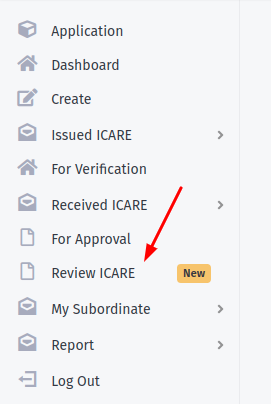 Application
Dashboard
Create
Issued ICARE
For Verification
Received ICARE
For Approval
Review ICARE New
My Subordinate
Report
Log Out